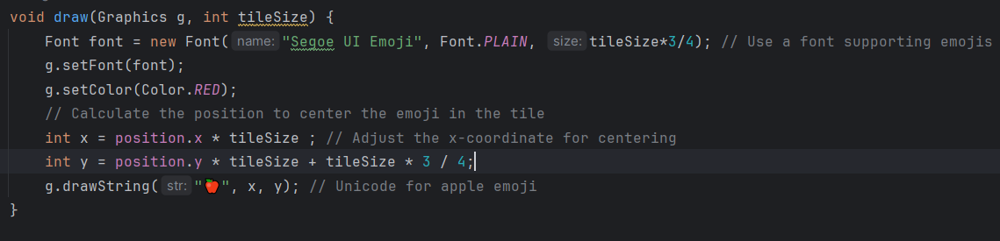 void draw(Graphics g, int tileSize) {
    Font font = new Font( name: "Segoe UI Emoji", Font.PLAIN,  size: tileSize*3/4); // Use a font supporting emojis
    g.setFont(font);
    g.setColor(Color.RED);
    // Calculate the position to center the emoji in the tile
    int x = position.x * tileSize ; // Adjust the x-coordinate for centering
    int y = position.y * tileSize + tileSize * 3 / 4;
    g.drawString( str: "🍎", x, y); // Unicode for apple emoji
}